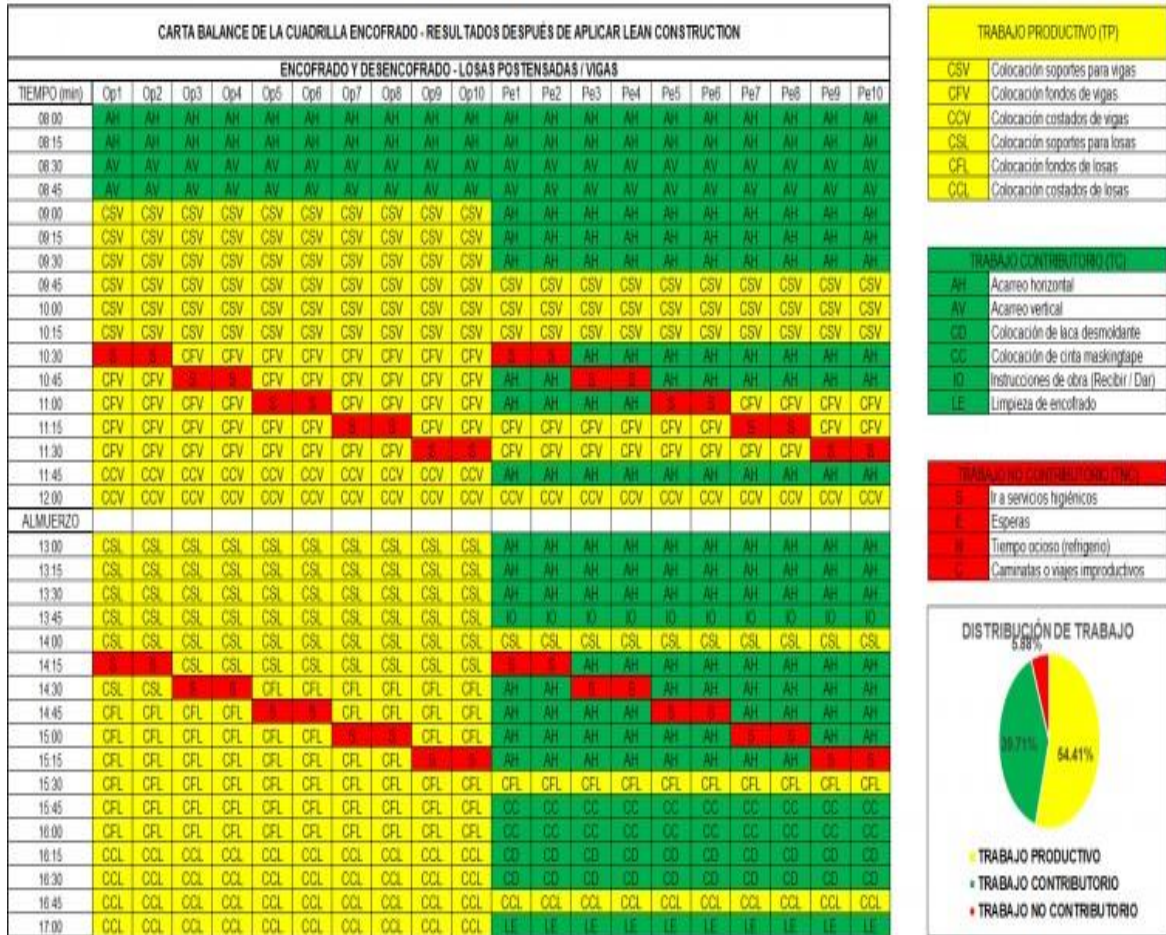 CARTA BALANCE DE LA CUADRILLA ENCOFRADO - RESULTADOS DESPUÉS DE APLICAR LEAN CONSTRUCTION
ENCOFRADO Y DESENCOFRADO - LOSAS POSTENSADAS / VIGAS
TIEMPO (min) Op1 Op2 Op3 Op4 Op5 Op6 Op7 Op8 Op9 Op10 Pe1 Pe2 Pe3 Pe4 Pe5 Pe6 Pe7 Pe8 Pe9 Pe10
08:00 AH AH AH AH AH AH AH AH AH AH AH AH AH AH AH AH AH AH AH AH
08:15 AH AH AH AH AH AH AH AH AH AH AH AH AH AH AH AH AH AH AH AH
08:30 AV AV AV AV AV AV AV AV AV AV AV AV AV AV AV AV AV AV AV AV
08:45 AV AV AV AV AV AV AV AV AV AV AV AV AV AV AV AV AV AV AV AV
09:00 CSV CSV CSV CSV CSV CSV CSV CSV CSV CSV AH AH AH AH AH AH AH AH AH AH
09:15 CSV CSV CSV CSV CSV CSV CSV CSV CSV CSV AH AH AH AH AH AH AH AH AH AH
09:30 CSV CSV CSV CSV CSV CSV CSV CSV CSV CSV AH AH AH AH AH AH AH AH AH AH
09:45 CSV CSV CSV CSV CSV CSV CSV CSV CSV CSV CSV CSV CSV CSV CSV CSV CSV CSV CSV CSV
10:00 CSV CSV CSV CSV CSV CSV CSV CSV CSV CSV CSV CSV CSV CSV CSV CSV CSV CSV CSV CSV
10:15 CSV CSV CSV CSV CSV CSV CSV CSV CSV CSV CSV CSV CSV CSV CSV CSV CSV CSV CSV CSV
10:30 S S CFV CFV CFV CFV CFV CFV CFV CFV S S AH AH AH AH AH AH AH AH
10:45 CFV CFV S S CFV CFV CFV CFV CFV CFV AH AH S S AH AH AH AH AH AH
11:00 CFV CFV CFV CFV S S CFV CFV CFV CFV AH AH AH AH S S CFV CFV CFV CFV
11:15 CFV CFV CFV CFV CFV CFV S S CFV CFV CFV CFV CFV CFV CFV CFV S S CFV CFV
11:30 CFV CFV CFV CFV CFV CFV CFV CFV S S CFV CFV CFV CFV CFV CFV CFV CFV S S
11:45 CCV CCV CCV CCV CCV CCV CCV CCV CCV CCV AH AH AH AH AH AH AH AH AH AH
12:00 CCV CCV CCV CCV CCV CCV CCV CCV CCV CCV CCV CCV CCV CCV CCV CCV CCV CCV CCV CCV
ALMUERZO
13:00 CSL CSL CSL CSL CSL CSL CSL CSL CSL CSL AH AH AH AH AH AH AH AH AH AH
13:15 CSL CSL CSL CSL CSL CSL CSL CSL CSL CSL AH AH AH AH AH AH AH AH AH AH
13:30 CSL CSL CSL CSL CSL CSL CSL CSL CSL CSL AH AH AH AH AH AH AH AH AH AH
13:45 CSL CSL CSL CSL CSL CSL CSL CSL CSL CSL IO IO IO IO IO IO IO IO IO IO
14:00 CSL CSL CSL CSL CSL CSL CSL CSL CSL CSL CSL CSL CSL CSL CSL CSL CSL CSL CSL CSL
14:15 S S CSL CSL CSL CSL CSL CSL CSL CSL S S AH AH AH AH AH AH AH AH
14:30 CSL CSL S S CFL CFL CFL CFL CFL CFL AH AH S S AH AH AH AH AH AH
14:45 CFL CFL CFL CFL S S CFL CFL CFL CFL AH AH AH AH S S AH AH AH AH
15:00 CFL CFL CFL CFL CFL CFL S S CFL CFL AH AH AH AH AH AH S S AH AH
15:15 CFL CFL CFL CFL CFL CFL CFL CFL S S AH AH AH AH AH AH AH AH S S
15:30 CFL CFL CFL CFL CFL CFL CFL CFL CFL CFL CFL CFL CFL CFL CFL CFL CFL CFL CFL CFL
15:45 CFL CFL CFL CFL CFL CFL CFL CFL CFL CFL CC CC CC CC CC CC CC CC CC CC
16:00 CFL CFL CFL CFL CFL CFL CFL CFL CFL CFL CC CC CC CC CC CC CC CC CC CC
16:15 CCL CCL CCL CCL CCL CCL CCL CCL CCL CCL CD CD CD CD CD CD CD CD CD CD
16:30 CCL CCL CCL CCL CCL CCL CCL CCL CCL CCL CD CD CD CD CD CD CD CD CD CD
16:45 CCL CCL CCL CCL CCL CCL CCL CCL CCL CCL CCL CCL CCL CCL CCL CCL CCL CCL CCL CCL
17:00 CCL CCL CCL CCL CCL CCL CCL CCL CCL CCL LE LE LE LE LE LE LE LE LE LE
TRABAJO PRODUCTIVO (TP)
CSV Colocación soportes para vigas
CFV Colocación fondos de vigas
CCV Colocación costados de vigas
CSL Colocación soportes para losas
CFL Colocación fondos de losas
CCL Colocación costados de losas
TRABAJO CONTRIBUTORIO (TC)
AH Acarreo horizontal
AV Acarreo vertical
CD Colocación de laca desmoldante
CC Colocación de cinta maskingtape
IO Instrucciones de obra (Recibir / Dar)
LE Limpieza de encofrado
TRABAJO NO CONTRIBUTORIO (TNC)
S Ir a servicios higiénicos
E Esperas
N Tiempo ocioso (refrigerio)
C Caminatas o viajes improductivos
DISTRIBUCIÓN DE TRABAJO
5.88%
39.71%
54.41%
TRABAJO PRODUCTIVO
TRABAJO CONTRIBUTORIO
TRABAJO NO CONTRIBUTORIO